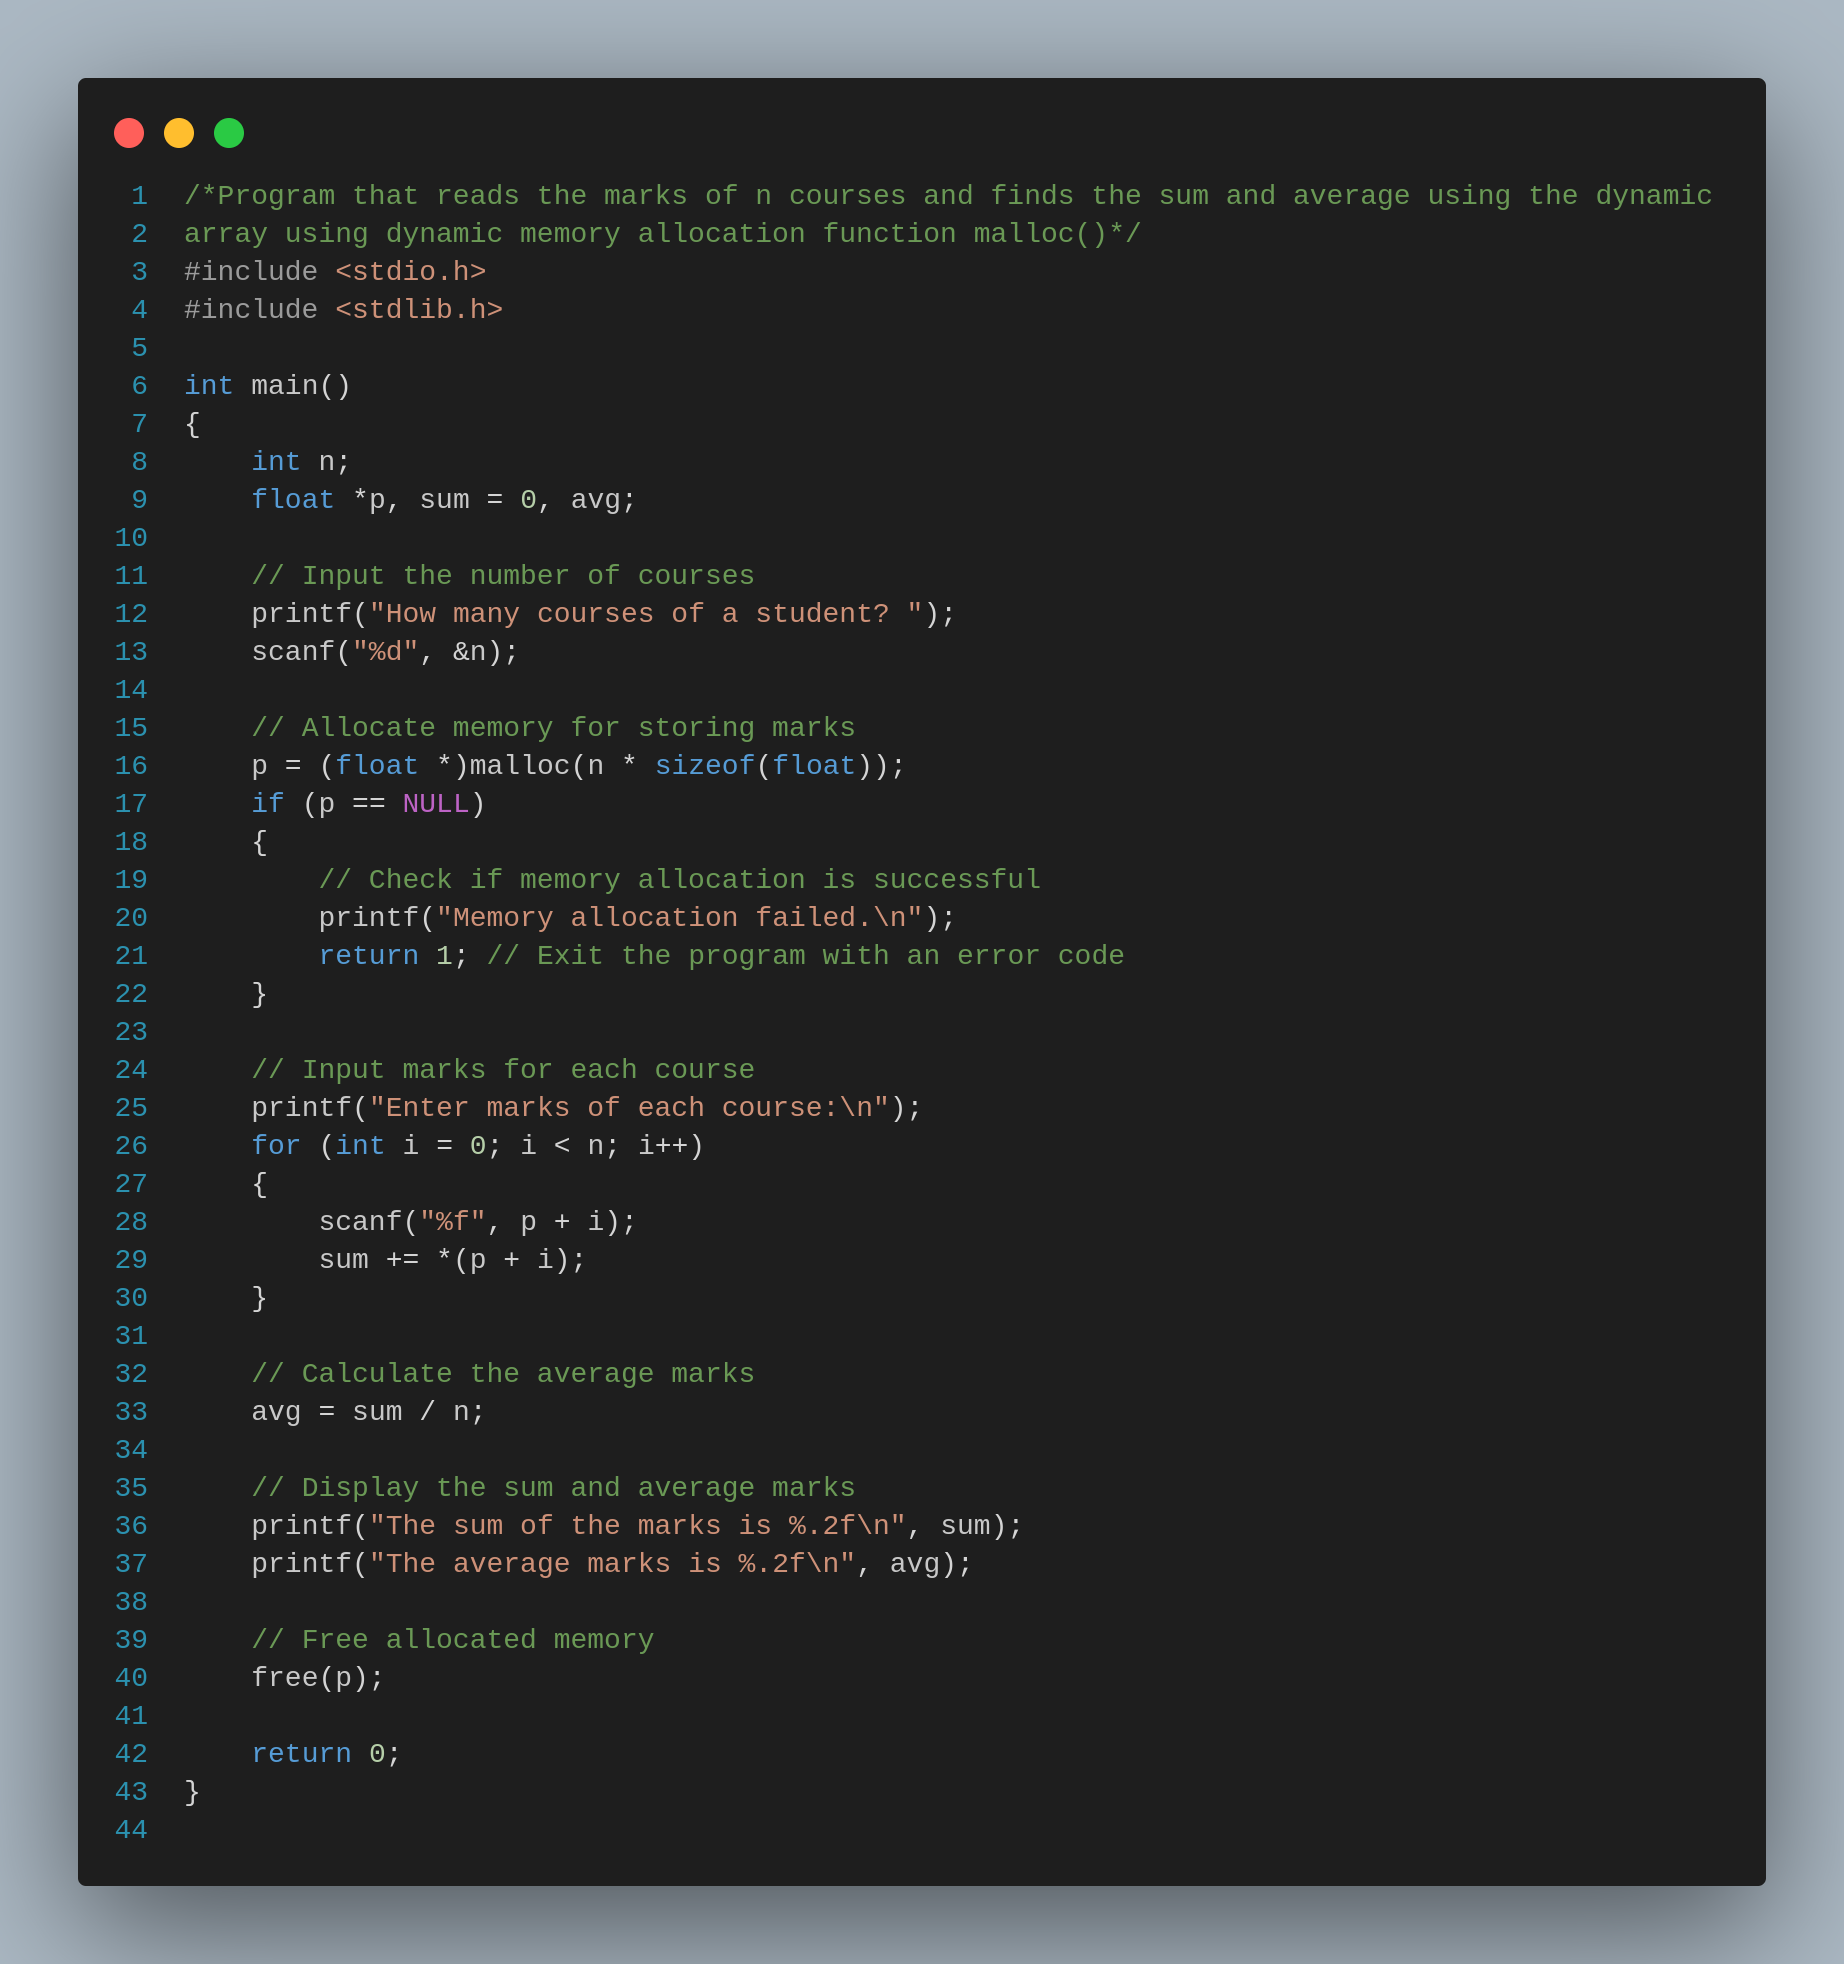 1 /*Program that reads the marks of n courses and finds the sum and average using the dynamic
2 array using dynamic memory allocation function malloc()*/
3 #include <stdio.h>
4 #include <stdlib.h>
5
6 int main()
7 {
8     int n;
9     float *p, sum = 0, avg;
10
11     // Input the number of courses
12     printf("How many courses of a student? ");
13     scanf("%d", &n);
14
15     // Allocate memory for storing marks
16     p = (float *)malloc(n * sizeof(float));
17     if (p == NULL)
18     {
19         // Check if memory allocation is successful
20         printf("Memory allocation failed.\n");
21         return 1; // Exit the program with an error code
22     }
23
24     // Input marks for each course
25     printf("Enter marks of each course:\n");
26     for (int i = 0; i < n; i++)
27     {
28         scanf("%f", p + i);
29         sum += *(p + i);
30     }
31
32     // Calculate the average marks
33     avg = sum / n;
34
35     // Display the sum and average marks
36     printf("The sum of the marks is %.2f\n", sum);
37     printf("The average marks is %.2f\n", avg);
38
39     // Free allocated memory
40     free(p);
41
42     return 0;
43 }
44